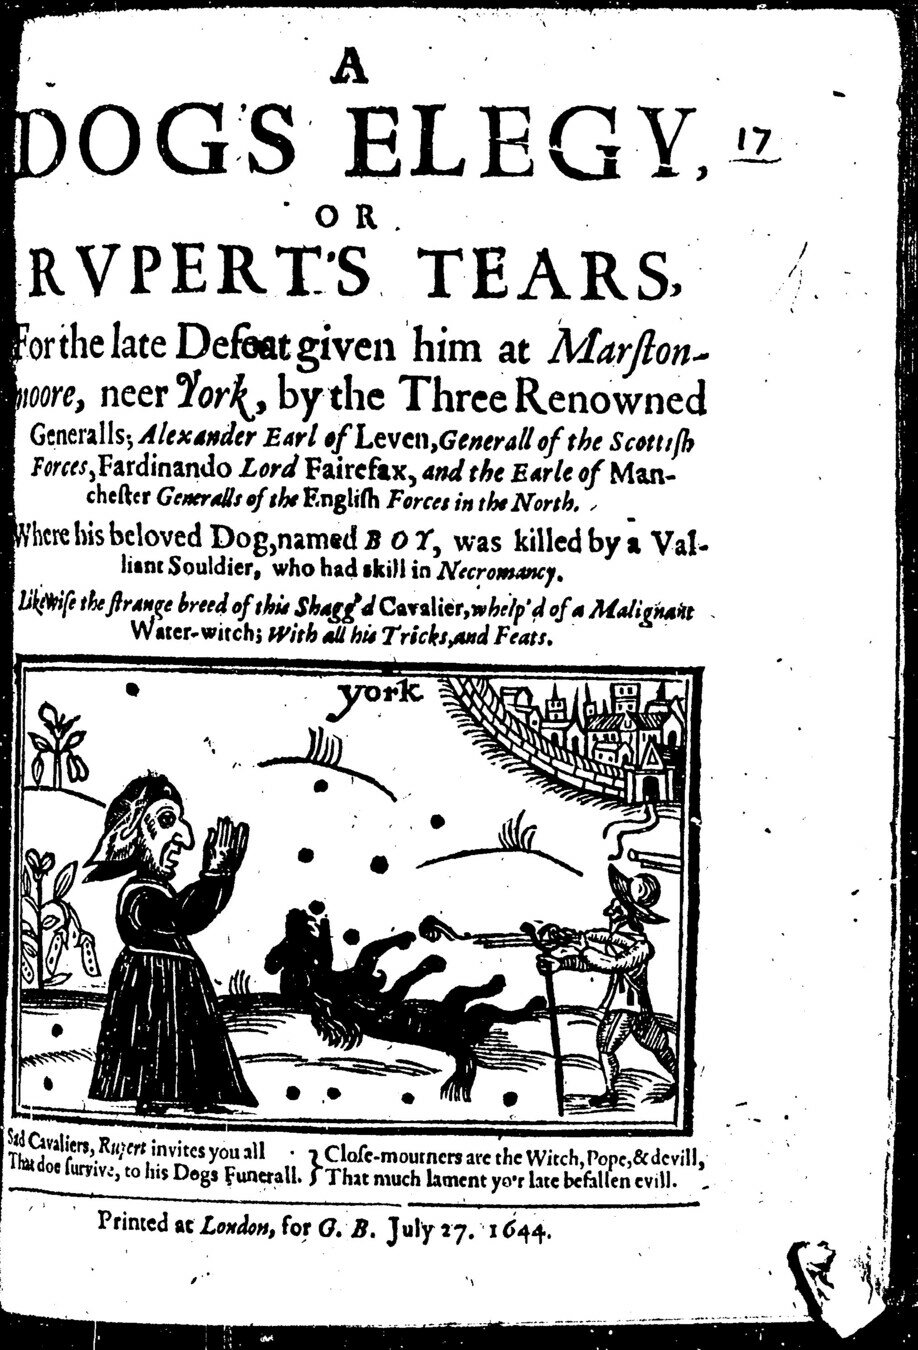 A
DOG'S ELEGY,
17
OR
RVPERT'S TEARS,
For the late Defeat given him at Marſton-
moore, neer York, by the Three Renowned
Generalls; Alexander Earl of Leven, Generall of the Scottiſh
Forces, Fardinando Lord Fairefax, and the Earle of Man-
cheſter Generalls of the Engliſh Forces in the North.
Where his beloved Dog, named BOY, was killed by a Val-
liant Souldier, who had skill in Necromancy.
Likewiſe the ſtrange breed of this Shagg'd Cavalier, whelp'd of a Malignant
Water-witch; With all his Tricks, and Feats.
york
Sad Cavaliers, Rupert invites you all
That doe ſurvive, to his Dogs Funerall.
Cloſe-mourners are the Witch, Pope, & devill,
That much lament yo'r late befallen evill.
Printed at London, for G. B. July 27. 1644.